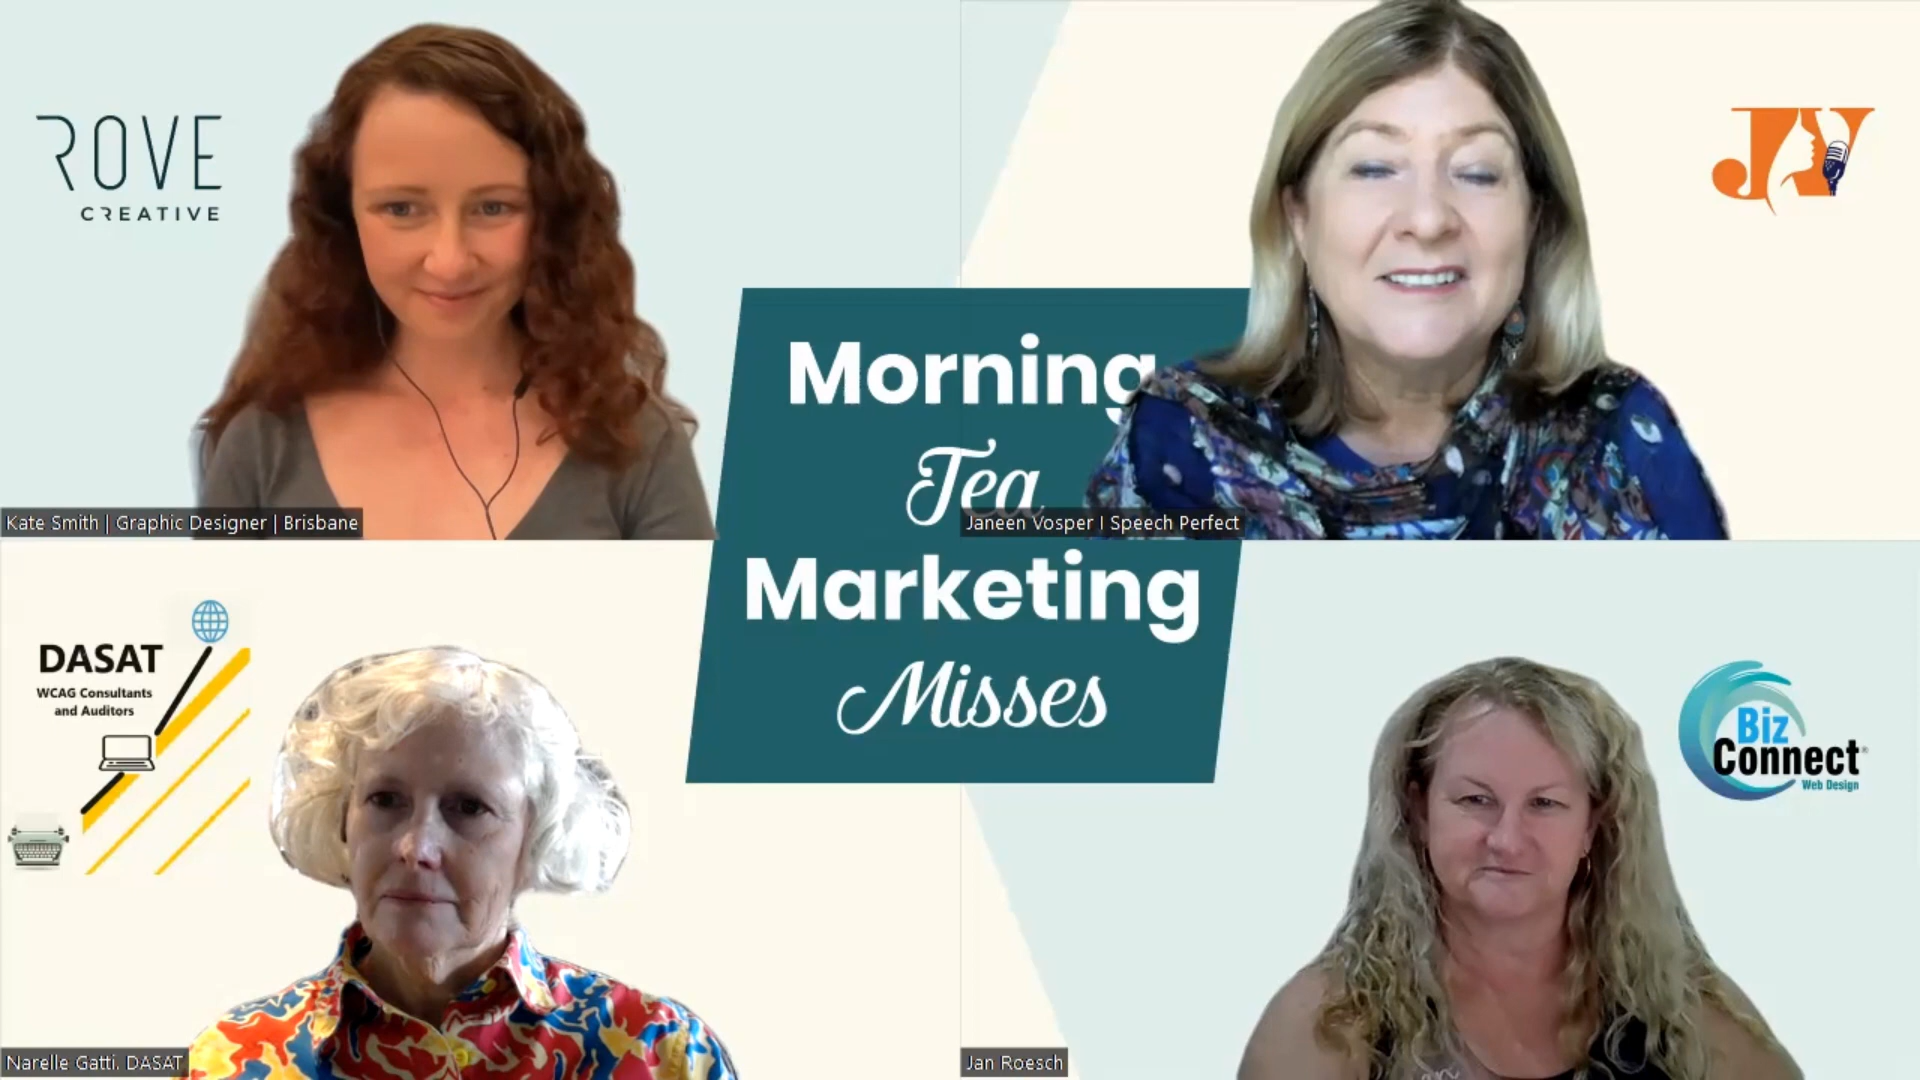 ROVE
CREATIVE
JV
Morning
Tea
Kate Smith | Graphic Designer | Brisbane
Janeen Vosper I Speech Perfect
Marketing
Misses
DASAT
WCAG Consultants
and Auditors
Biz
Connect®
Web Design
Narelle Gatti. DASAT
Jan Roesch